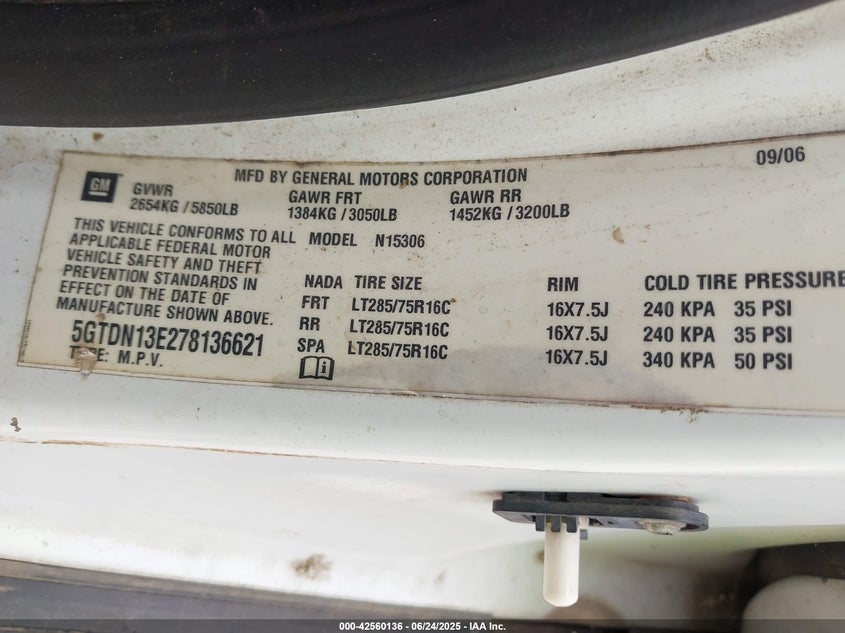 09/06
MFD BY GENERAL MOTORS CORPORATION
GM
GVWR GAWR FRT GAWR RR
2654KG / 5850LB 1384KG / 3050LB 1452KG / 3200LB
THIS VEHICLE CONFORMS TO ALL
APPLICABLE FEDERAL MOTOR
VEHICLE SAFETY AND THEFT
PREVENTION STANDARDS IN
EFFECT ON THE DATE OF
MANUFACTURE SHOWN ABOVE.
5GTDN13E278136621
TYPE: M.P.V.
MODEL N15306
NADA TIRE SIZE RIM COLD TIRE PRESSURE
FRT LT285/75R16C 16X7.5J 240 KPA 35 PSI
RR LT285/75R16C 16X7.5J 240 KPA 35 PSI
SPA LT285/75R16C 16X7.5J 340 KPA 50 PSI
000-42560136 - 06/24/2025 - IAA Inc.